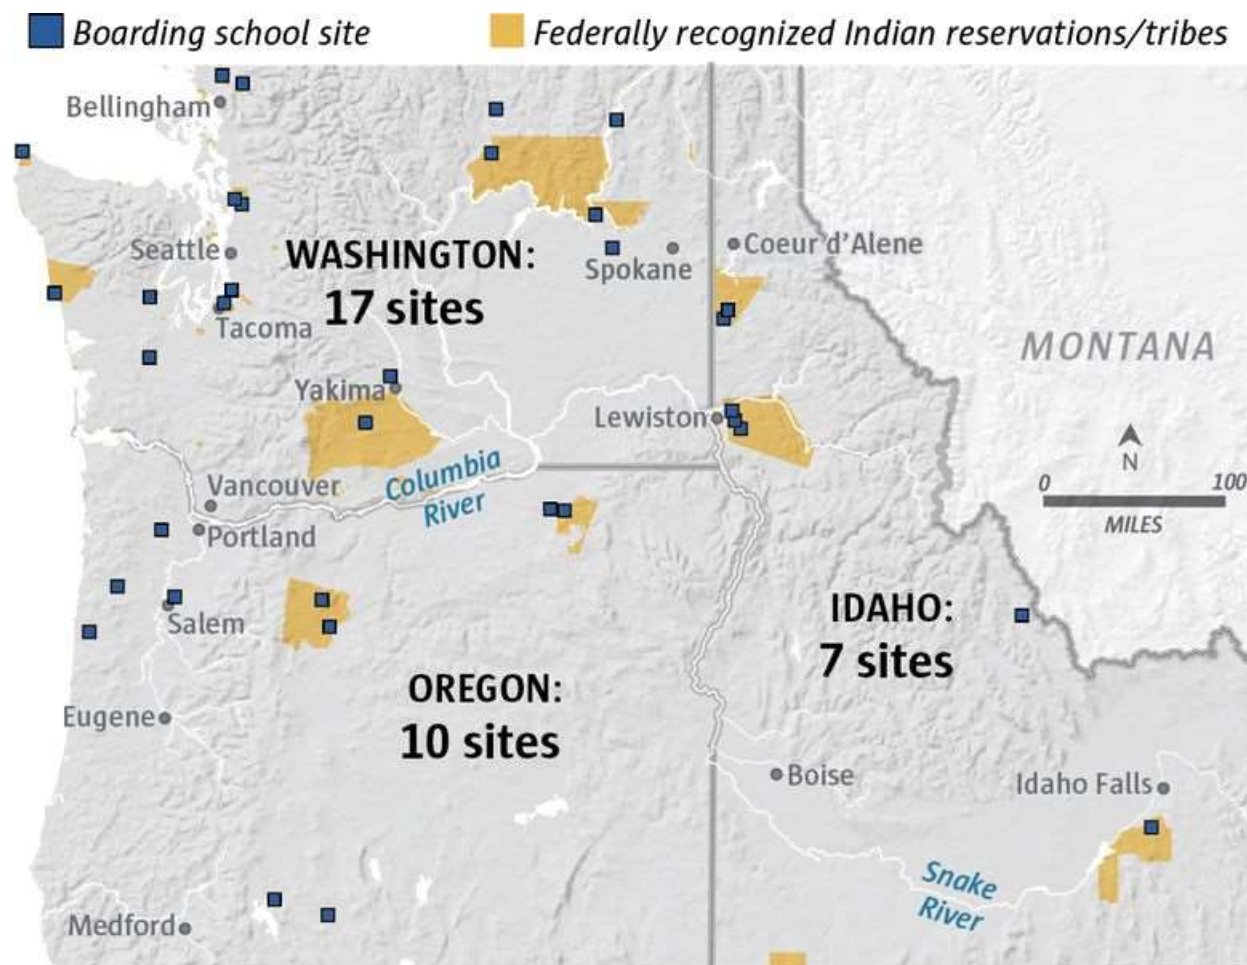 Boarding school site
Federally recognized Indian reservations/tribes
Bellingham
Seattle
WASHINGTON:
17 sites
Spokane
Coeur d'Alene
Tacoma
MONTANA
Yakima
Lewiston
Columbia
River
N
0 100
MILES
Vancouver
Portland
Salem
IDAHO:
7 sites
OREGON:
10 sites
Eugene
Boise
Idaho Falls
Snake
River
Medford